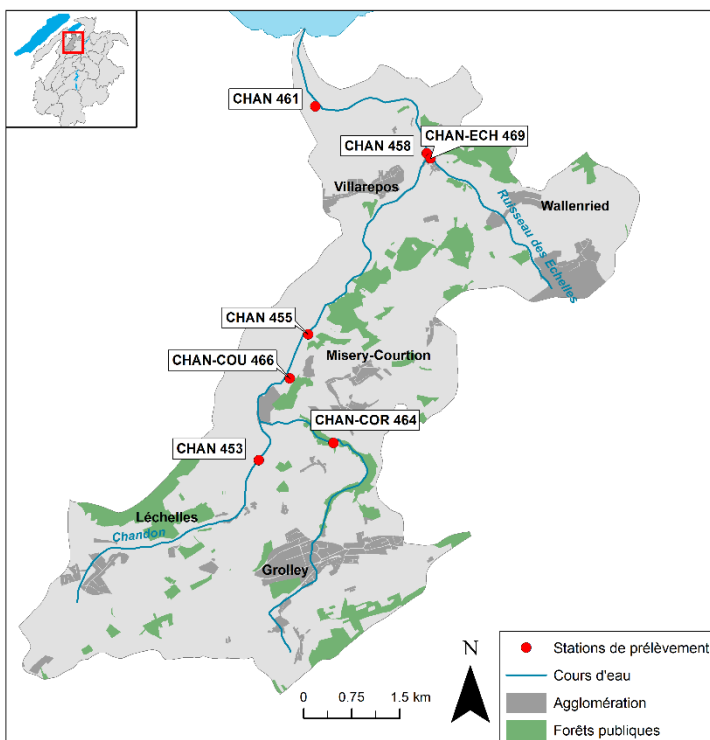 CHAN 461
CHAN 458
CHAN-ECH 469
Villarepos
Wallenried
Ruisseau des Echelles
CHAN 455
Misery-Courtion
CHAN-COU 466
CHAN-COR 464
CHAN 453
Léchelles
Chandon
Grolley
N
0 0.75 1.5 km
Stations de prélèvement
Cours d'eau
Agglomération
Forêts publiques